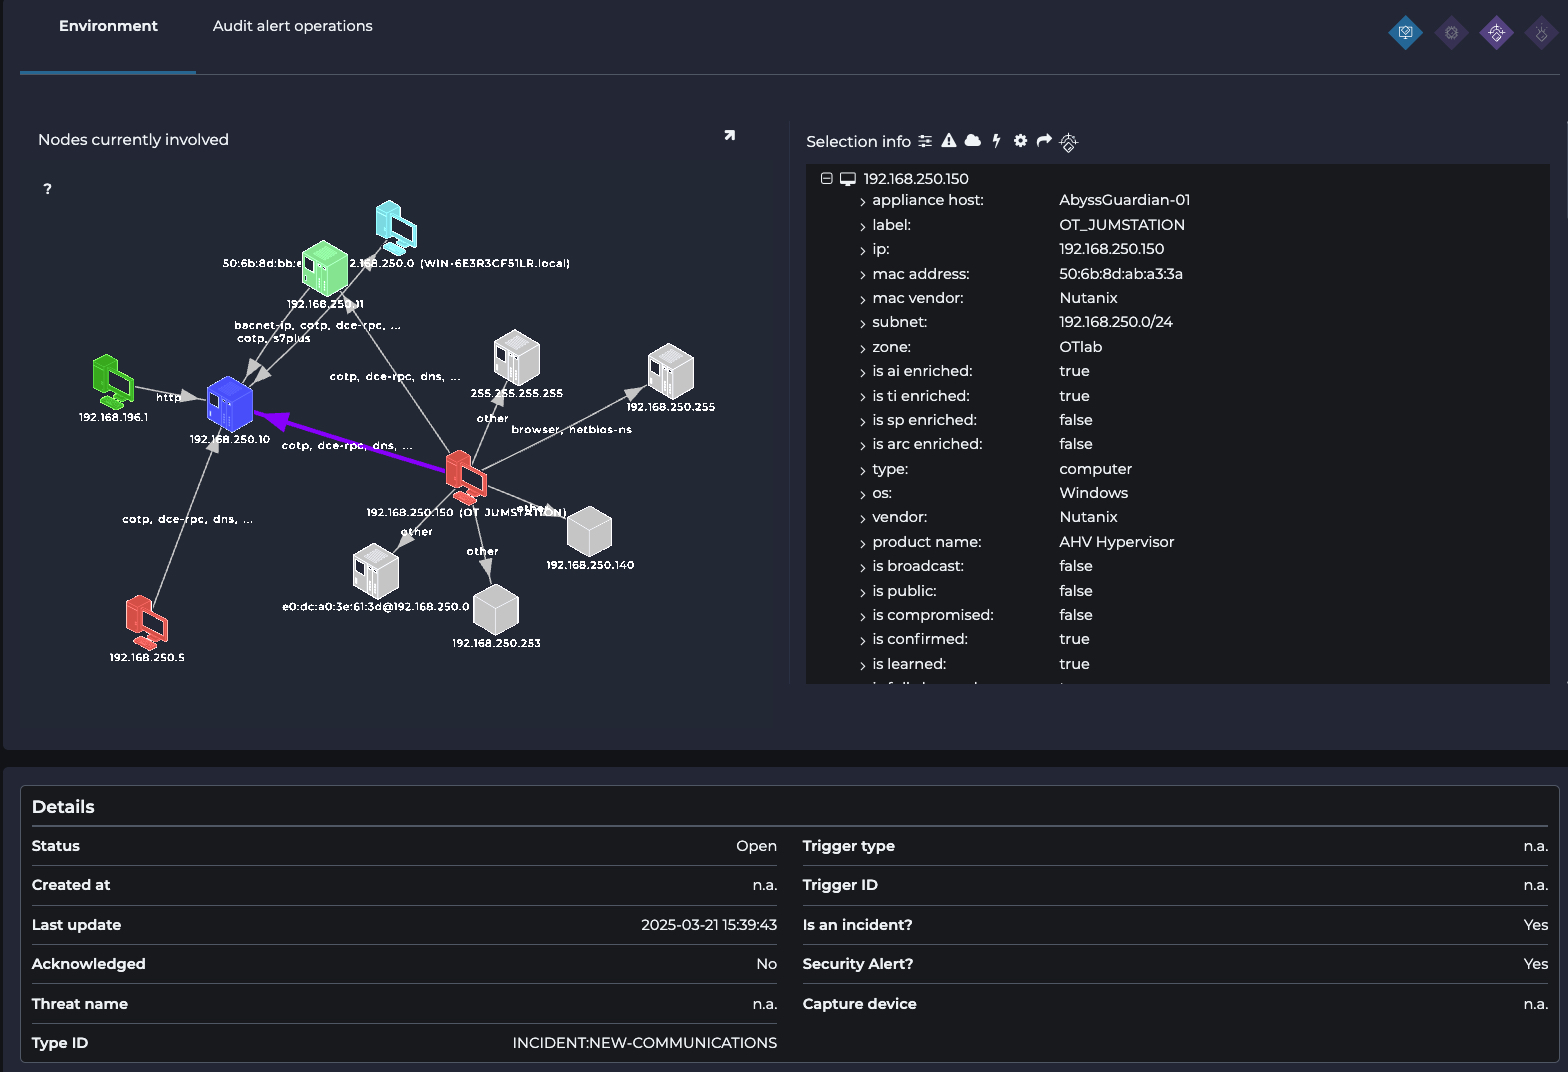 Environment
Audit alert operations
Nodes currently involved
?
50:6b:8d:bb:e
2.168.250.0 (WIN-6E3R3CF51LR.local)
192.168.250.11
bacnet-ip, cotp, dce-rpc, ...
cotp, s7plus
cotp, dce-rpc, dns, ...
255.255.255.255
192.168.250.255
http
192.168.196.1
other
browser, netbios-ns
192.168.250.10
cotp, dce-rpc, dns, ...
192.168.250.150 (OT_JUMSTATION)
other
cotp, dce-rpc, dns, ...
other
other
192.168.250.140
e0:dc:a0:3e:61:3d@192.168.250.0
192.168.250.253
192.168.250.5
Selection info
192.168.250.150
appliance host: AbyssGuardian-01
label: OT_JUMSTATION
ip: 192.168.250.150
mac address: 50:6b:8d:ab:a3:3a
mac vendor: Nutanix
subnet: 192.168.250.0/24
zone: OTlab
is ai enriched: true
is ti enriched: true
is sp enriched: false
is arc enriched: false
type: computer
os: Windows
vendor: Nutanix
product name: AHV Hypervisor
is broadcast: false
is public: false
is compromised: false
is confirmed: true
is learned: true
Details
Status Open
Created at n.a.
Last update 2025-03-21 15:39:43
Acknowledged No
Threat name n.a.
Type ID INCIDENT:NEW-COMMUNICATIONS
Trigger type n.a.
Trigger ID n.a.
Is an incident? Yes
Security Alert? Yes
Capture device n.a.